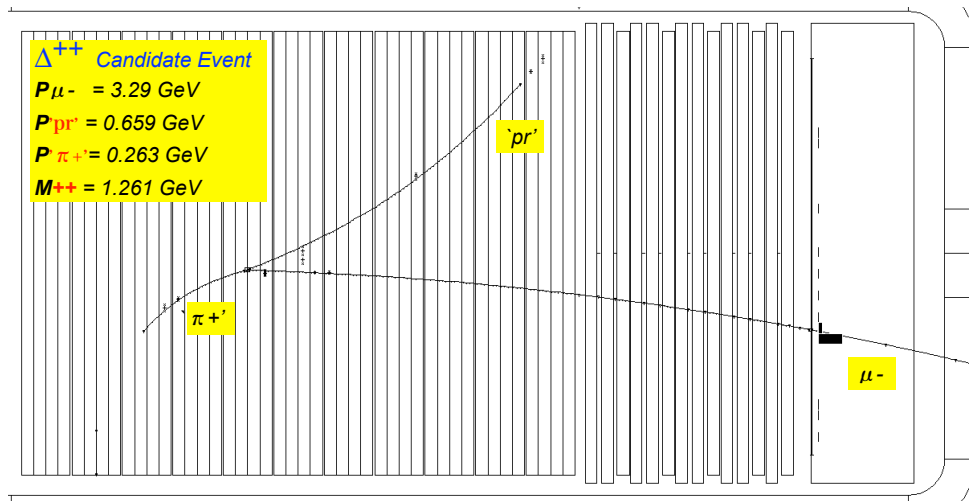 Δ++ Candidate Event
Pμ- = 3.29 GeV
P'pr' = 0.659 GeV
P'π+'= 0.263 GeV
M++ = 1.261 GeV
`pr'
π+'
μ-